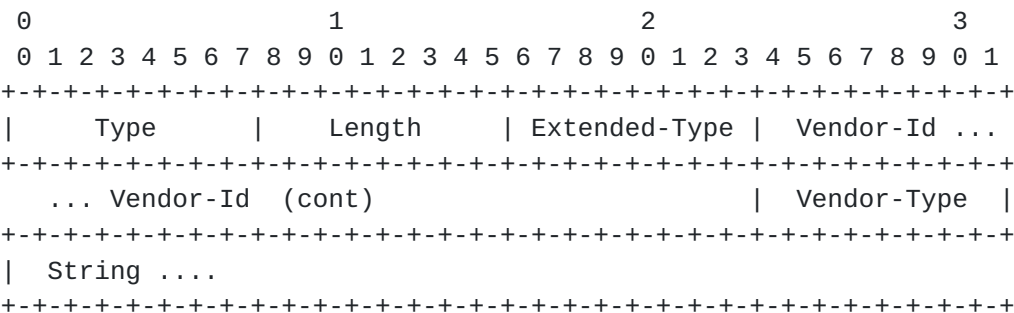 0                   1                   2                   3
 0 1 2 3 4 5 6 7 8 9 0 1 2 3 4 5 6 7 8 9 0 1 2 3 4 5 6 7 8 9 0 1
+-+-+-+-+-+-+-+-+-+-+-+-+-+-+-+-+-+-+-+-+-+-+-+-+-+-+-+-+-+-+-+-+
|     Type      |    Length     | Extended-Type |  Vendor-Id ...
+-+-+-+-+-+-+-+-+-+-+-+-+-+-+-+-+-+-+-+-+-+-+-+-+-+-+-+-+-+-+-+-+
   ... Vendor-Id  (cont)                        |  Vendor-Type  |
+-+-+-+-+-+-+-+-+-+-+-+-+-+-+-+-+-+-+-+-+-+-+-+-+-+-+-+-+-+-+-+-+
|  String ....
+-+-+-+-+-+-+-+-+-+-+-+-+-+-+-+-+-+-+-+-+-+-+-+-+-+-+-+-+-+-+-+-+